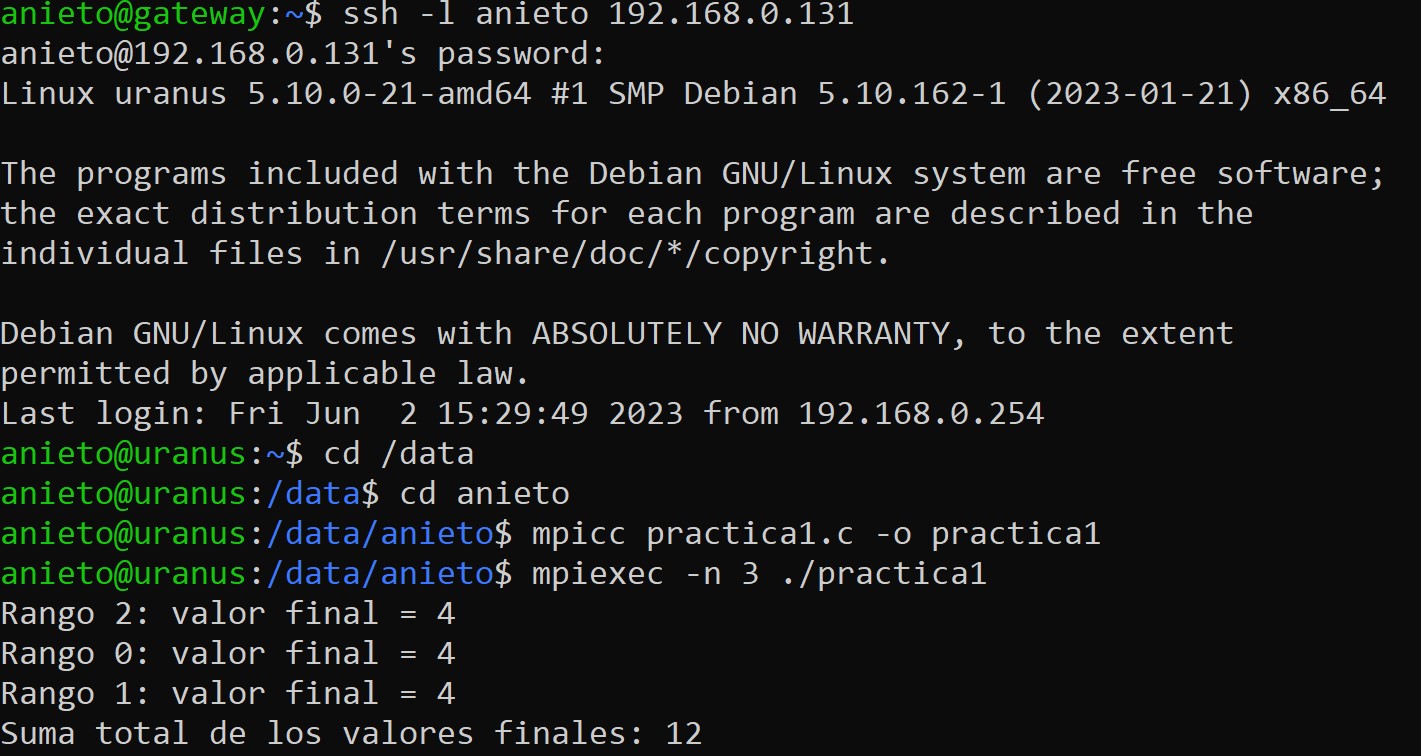 anieto@gateway:~$ ssh -l anieto 192.168.0.131
anieto@192.168.0.131's password:
Linux uranus 5.10.0-21-amd64 #1 SMP Debian 5.10.162-1 (2023-01-21) x86_64

The programs included with the Debian GNU/Linux system are free software;
the exact distribution terms for each program are described in the
individual files in /usr/share/doc/*/copyright.

Debian GNU/Linux comes with ABSOLUTELY NO WARRANTY, to the extent
permitted by applicable law.
Last login: Fri Jun  2 15:29:49 2023 from 192.168.0.254
anieto@uranus:~$ cd /data
anieto@uranus:/data$ cd anieto
anieto@uranus:/data/anieto$ mpicc practica1.c -o practica1
anieto@uranus:/data/anieto$ mpiexec -n 3 ./practica1
Rango 2: valor final = 4
Rango 0: valor final = 4
Rango 1: valor final = 4
Suma total de los valores finales: 12